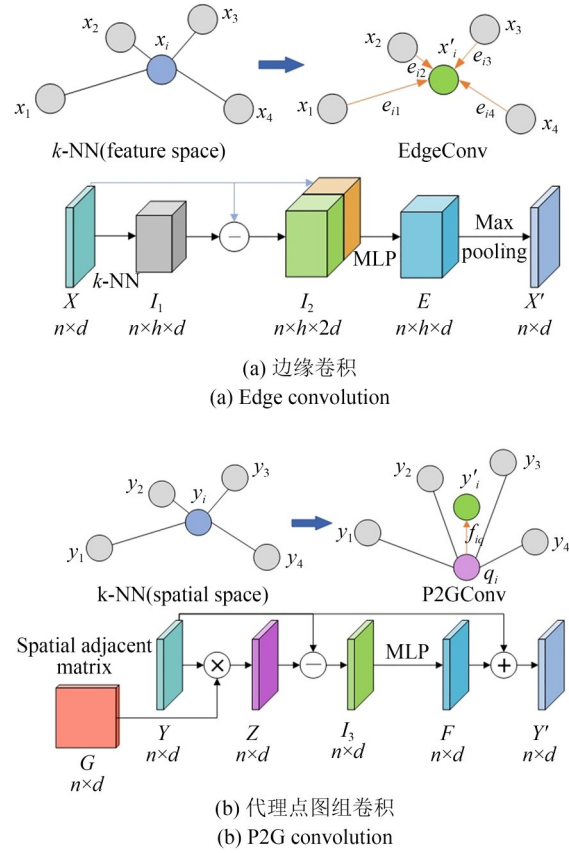 x₂ x₃
xᵢ
x₁ x₄
k-NN(feature space)
x₂ x₃
x′ᵢ
eᵢ₂ eᵢ₃
x₁ eᵢ₁ eᵢ₄ x₄
EdgeConv
−
k-NN
MLP
Max
pooling
X I₁ I₂ E X′
n×d n×h×d n×h×2d n×h×d n×d
(a) 边缘卷积
(a) Edge convolution
y₂ yᵢ y₃
y₁ y₄
k-NN(spatial space)
y₂ y′ᵢ y₃
y₁ fᵢq y₄
qᵢ
P2GConv
Spatial adjacent
matrix
× − MLP +
G
n×d
Y Z I₃ F Y′
n×d n×d n×d n×d n×d
(b) 代理点图组卷积
(b) P2G convolution